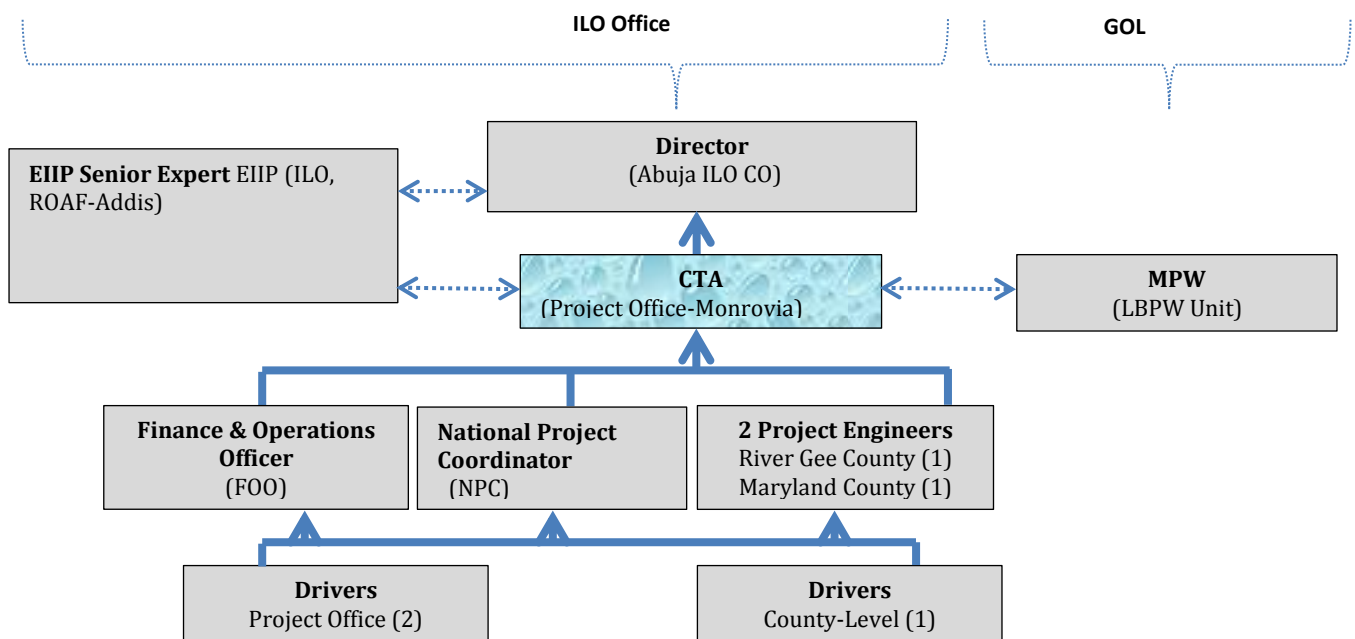 ILO Office
GOL
Director
(Abuja ILO CO)
EIIP Senior Expert EIIP (ILO,
ROAF-Addis)
CTA
(Project Office-Monrovia)
MPW
(LBPW Unit)
Finance & Operations
Officer
(FOO)
National Project
Coordinator
(NPC)
2 Project Engineers
River Gee County (1)
Maryland County (1)
Drivers
Project Office (2)
Drivers
County-Level (1)